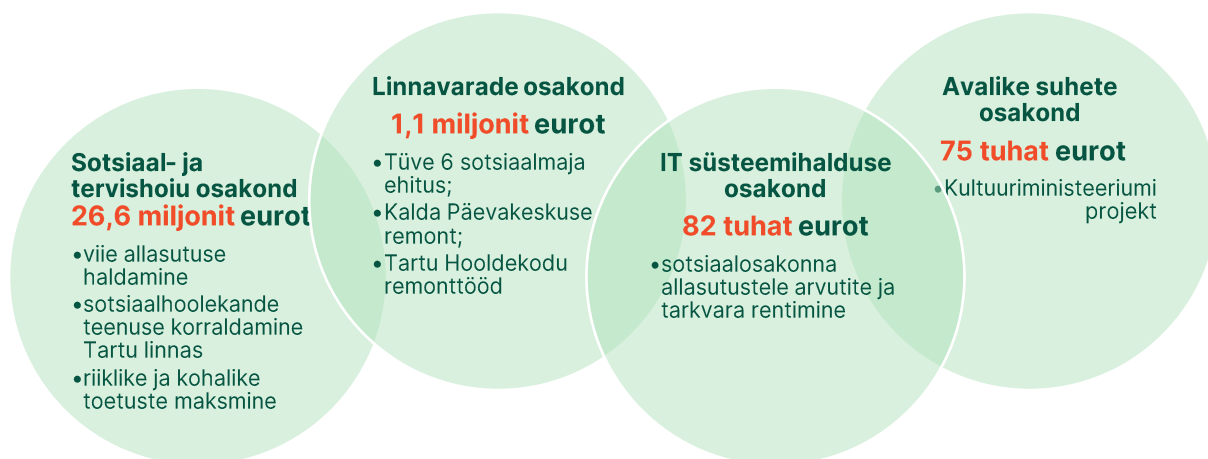 Sotsiaal- ja
tervishoiu osakond
26,6 miljonit eurot
•viie allasutuse
haldamine
•sotsiaalhoolekande
teenuse korraldamine
Tartu linnas
•riiklike ja kohalike
toetuste maksmine
Linnavarade osakond
1,1 miljonit eurot
•Tüve 6 sotsiaalmaja
ehitus;
•Kalda Päevakeskuse
remont;
•Tartu Hooldekodu
remonttööd
IT süsteemihalduse
osakond
82 tuhat eurot
•sotsiaalosakonna
allasutustele arvutite ja
tarkvara rentimine
Avalike suhete
osakond
75 tuhat eurot
•Kultuuriministeeriumi
projekt